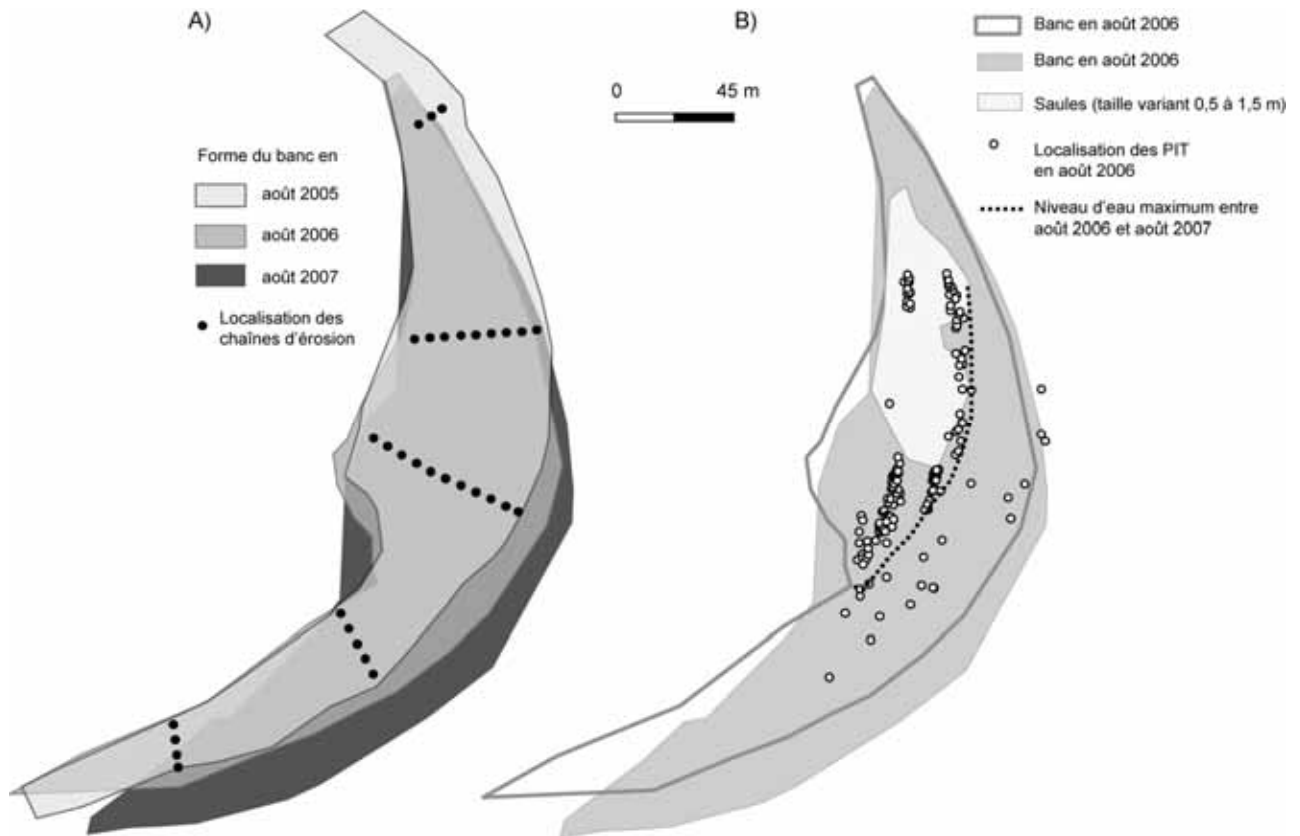 A)
Forme du banc en
août 2005
août 2006
août 2007
Localisation des
chaînes d'érosion
B)
0 45 m
Banc en août 2006
Banc en août 2006
Saules (taille variant 0,5 à 1,5 m)
Localisation des PIT
en août 2006
Niveau d'eau maximum entre
août 2006 et août 2007